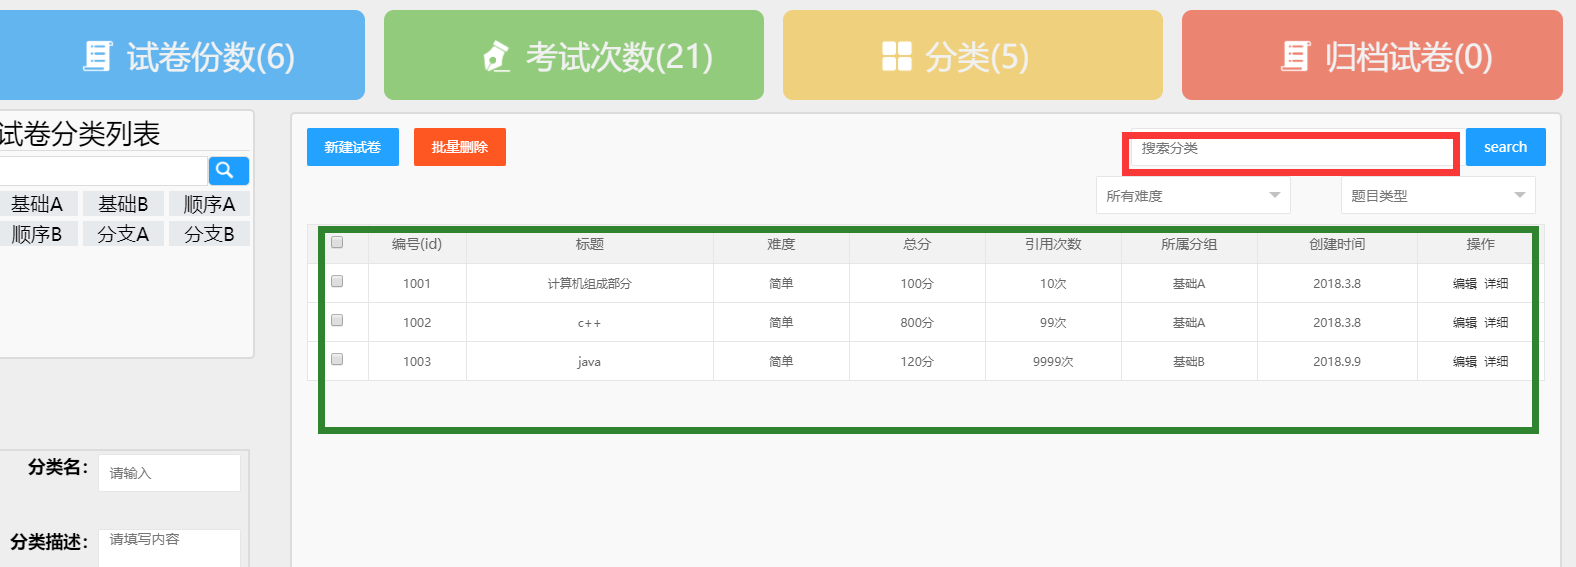 试卷份数(6) 考试次数(21) 分类(5) 归档试卷(0)
试卷分类列表
基础A 基础B 顺序A
顺序B 分支A 分支B
分类名：
请输入
分类描述：
请填写内容
新建试卷 批量删除 搜索分类 search
所有难度 题目类型
编号(id) 标题 难度 总分 引用次数 所属分组 创建时间 操作
1001 计算机组成部分 简单 100分 10次 基础A 2018.3.8 编辑 详细
1002 c++ 简单 800分 99次 基础A 2018.3.8 编辑 详细
1003 java 简单 120分 9999次 基础B 2018.9.9 编辑 详细